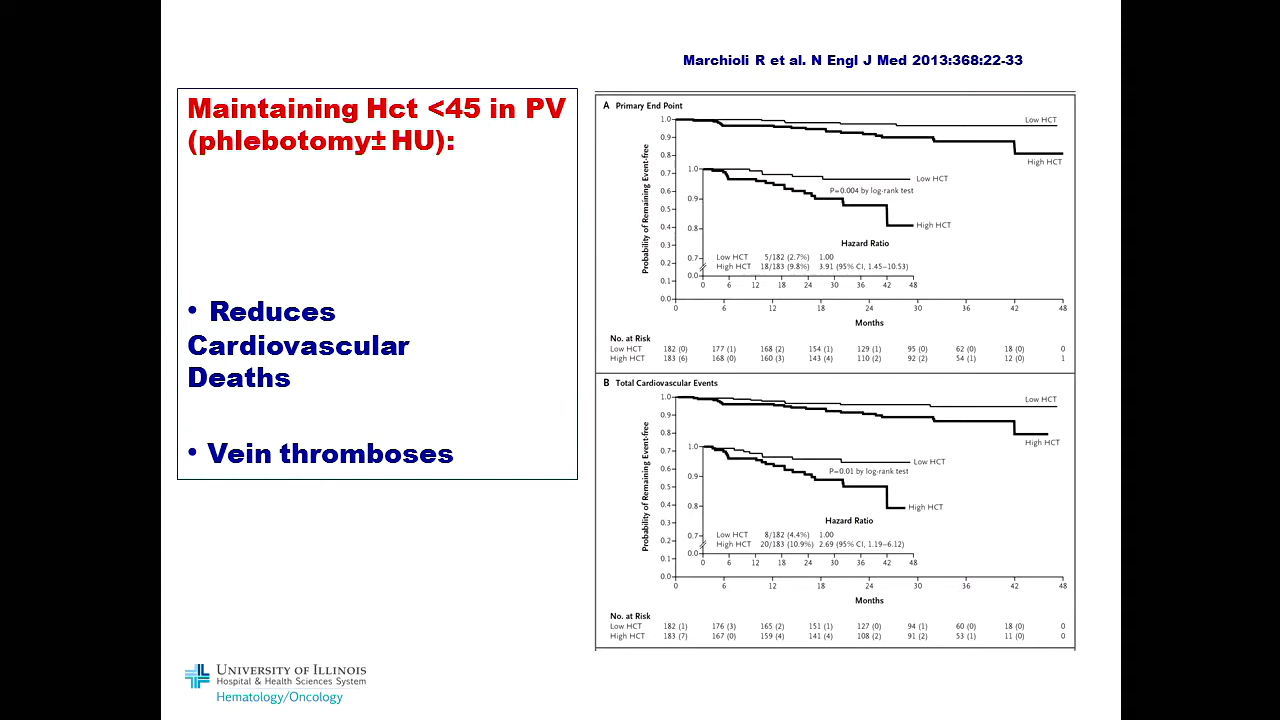 Marchioli R et al. N Engl J Med 2013:368:22-33
Maintaining Hct <45 in PV
(phlebotomy± HU):
• Reduces
Cardiovascular
Deaths
• Vein thromboses
A Primary End Point
Probability of Remaining Event-free
1.0
0.9
0.8
0.7
0.6
0.5
0.4
0.3
0.2
0.1
0.0
Low HCT
High HCT
1.0
0.9
0.8
0.7
0.0
Low HCT
P=0.004 by log-rank test
High HCT
Hazard Ratio
Low HCT 5/182 (2.7%) 1.00
High HCT 18/183 (9.8%) 3.91 (95% CI, 1.45–10.53)
0 6 12 18 24 30 36 42 48
0 6 12 18 24 30 36 42 48
Months
No. at Risk
Low HCT 182 (0) 177 (1) 168 (2) 154 (1) 129 (1) 95 (0) 62 (0) 18 (0) 0
High HCT 183 (6) 168 (0) 160 (3) 143 (4) 110 (2) 92 (2) 54 (1) 12 (0) 1
B Total Cardiovascular Events
Probability of Remaining Event-free
1.0
0.9
0.8
0.7
0.6
0.5
0.4
0.3
0.2
0.1
0.0
Low HCT
High HCT
1.0
0.9
0.8
0.7
0.0
Low HCT
P=0.01 by log-rank test
High HCT
Hazard Ratio
Low HCT 8/182 (4.4%) 1.00
High HCT 20/183 (10.9%) 2.69 (95% CI, 1.19–6.12)
0 6 12 18 24 30 36 42 48
0 6 12 18 24 30 36 42 48
Months
No. at Risk
Low HCT 182 (1) 176 (3) 165 (2) 151 (1) 127 (0) 94 (1) 60 (0) 18 (0) 0
High HCT 183 (7) 167 (0) 159 (4) 141 (4) 108 (2) 91 (2) 53 (1) 11 (0) 0
UNIVERSITY OF ILLINOIS
Hospital & Health Sciences System
Hematology/Oncology